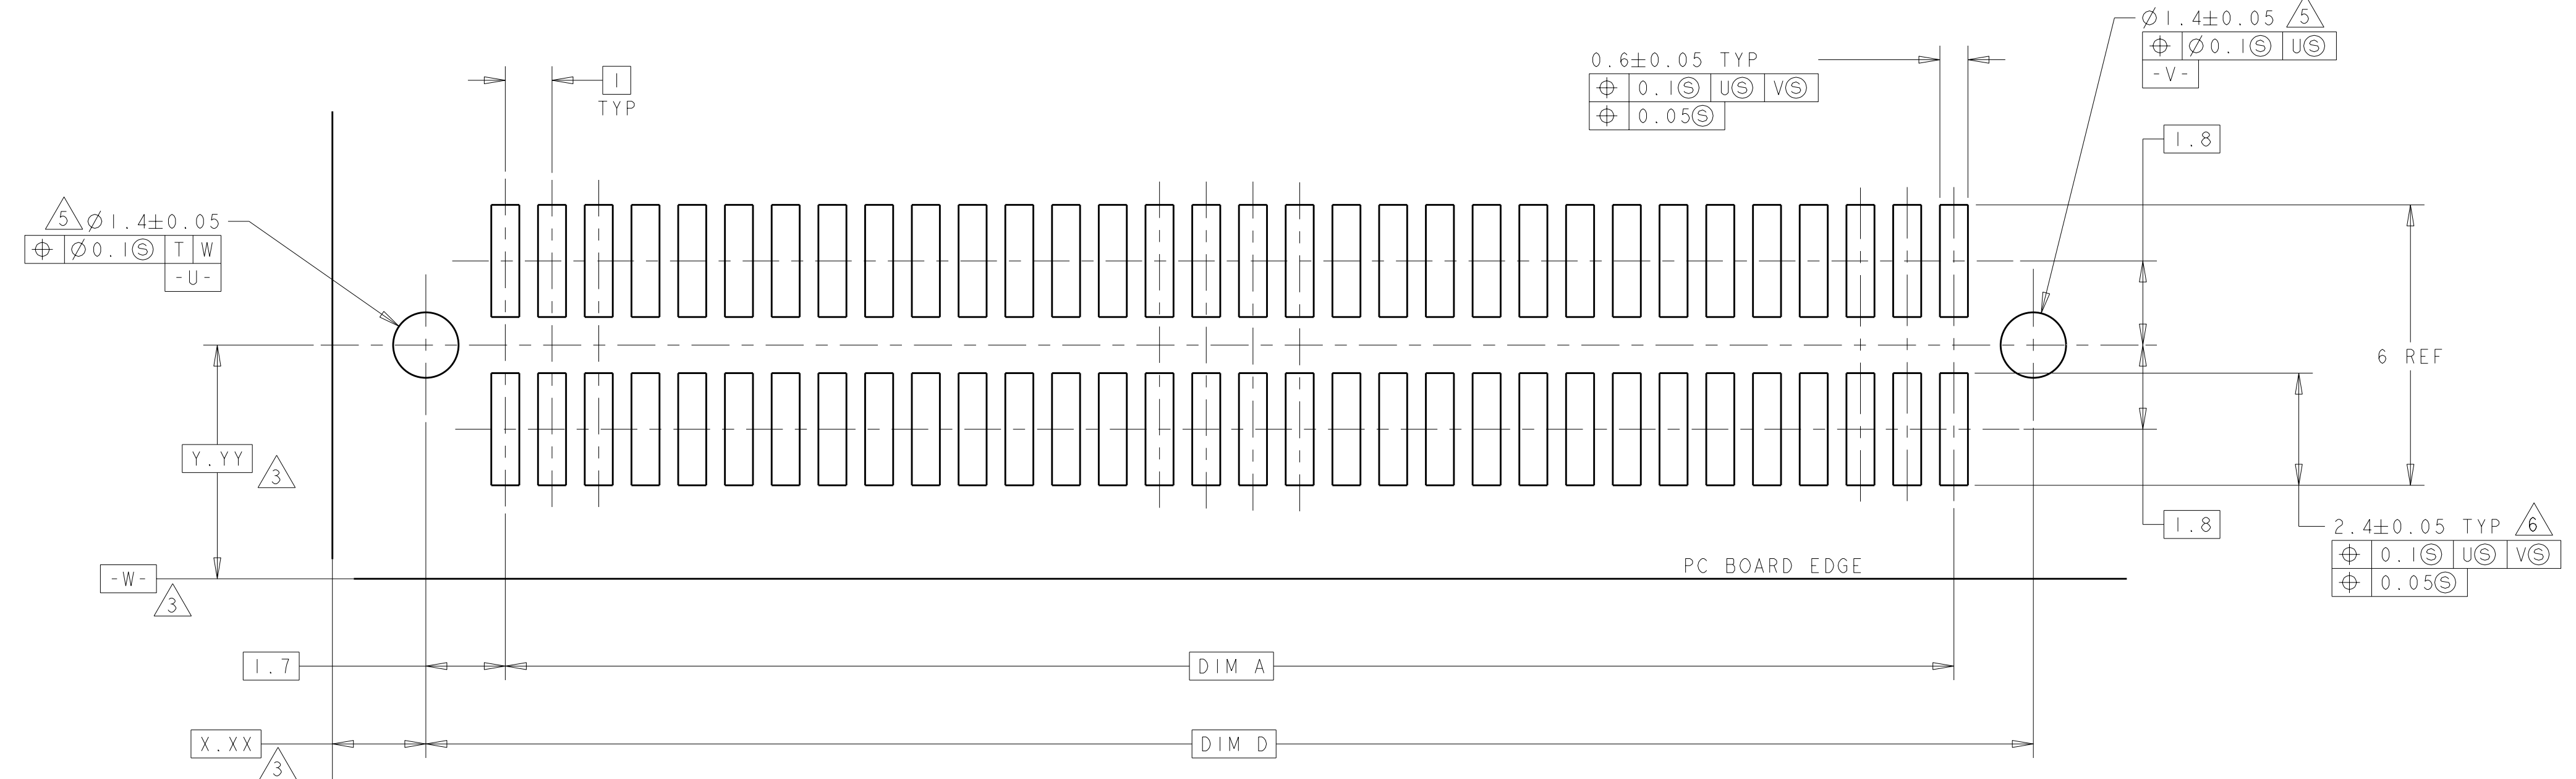 Ø1.4±0.05 5
⌖ Ø0.1Ⓢ UⓈ
-V-
0.6±0.05 TYP
⌖ 0.1Ⓢ UⓈ VⓈ
⌖ 0.05Ⓢ
1
TYP
1.8
5 Ø1.4±0.05
⌖ Ø0.1Ⓢ T W
-U-
6 REF
Y.YY 3
1.8
2.4±0.05 TYP 6
⌖ 0.1Ⓢ UⓈ VⓈ
⌖ 0.05Ⓢ
PC BOARD EDGE
-W-
3
1.7
DIM A
X.XX
DIM D
3